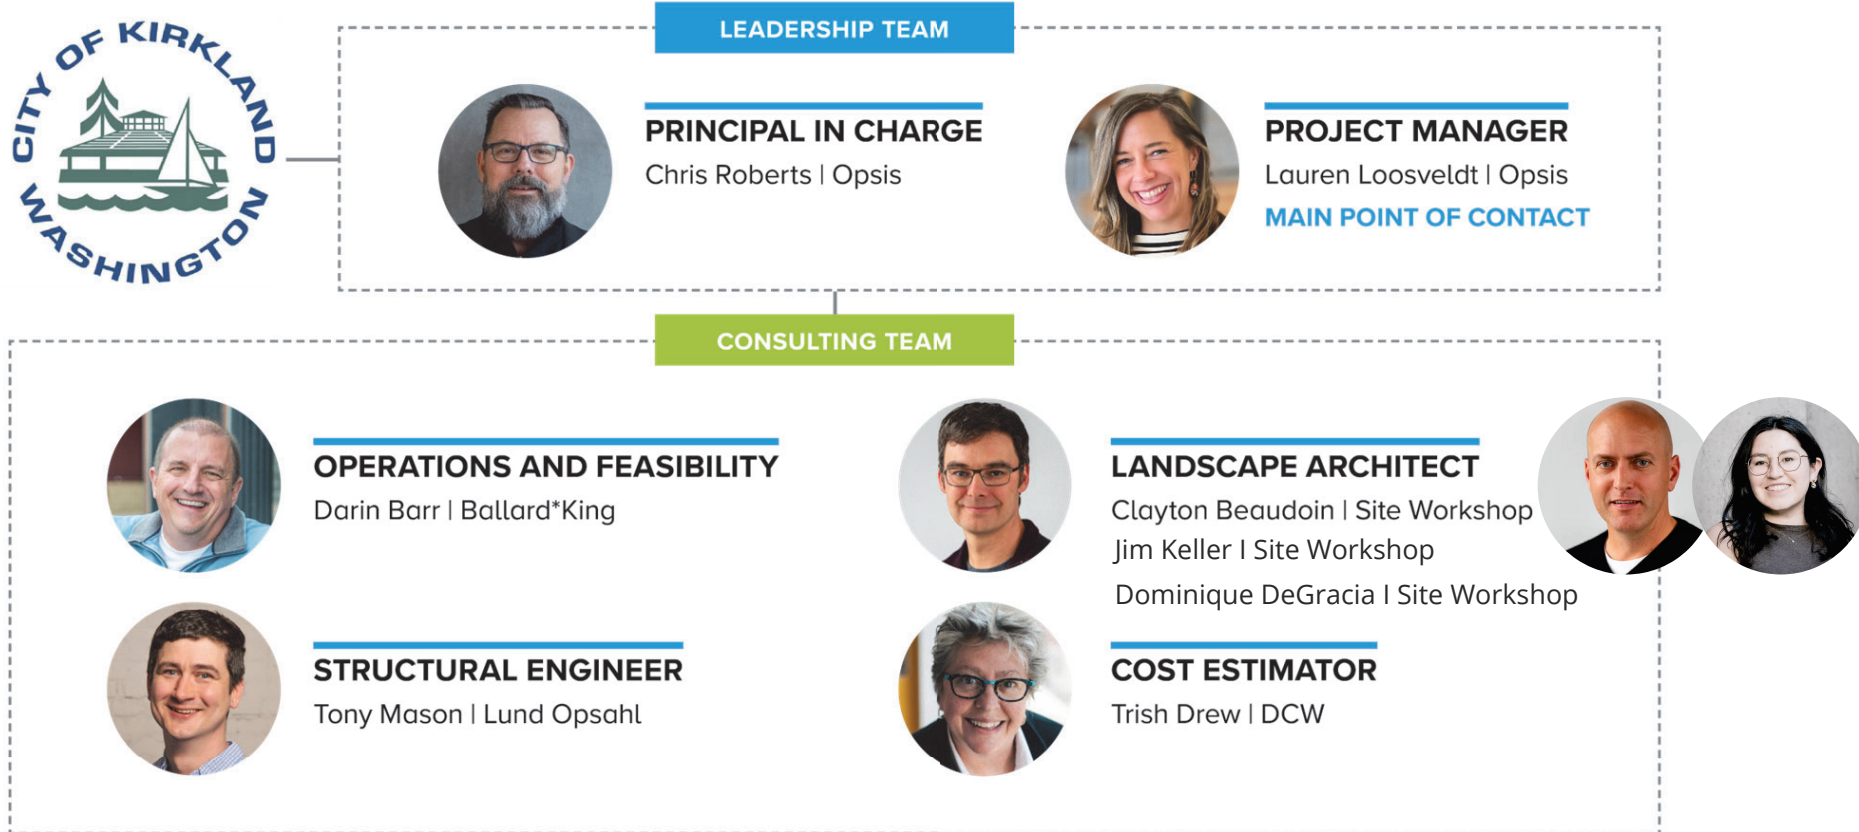 CITY OF KIRKLAND
WASHINGTON
LEADERSHIP TEAM
PRINCIPAL IN CHARGE
Chris Roberts | Opsis
PROJECT MANAGER
Lauren Loosveldt | Opsis
MAIN POINT OF CONTACT
CONSULTING TEAM
OPERATIONS AND FEASIBILITY
Darin Barr | Ballard*King
LANDSCAPE ARCHITECT
Clayton Beaudoin | Site Workshop
Jim Keller I Site Workshop
Dominique DeGracia I Site Workshop
STRUCTURAL ENGINEER
Tony Mason | Lund Opsahl
COST ESTIMATOR
Trish Drew | DCW